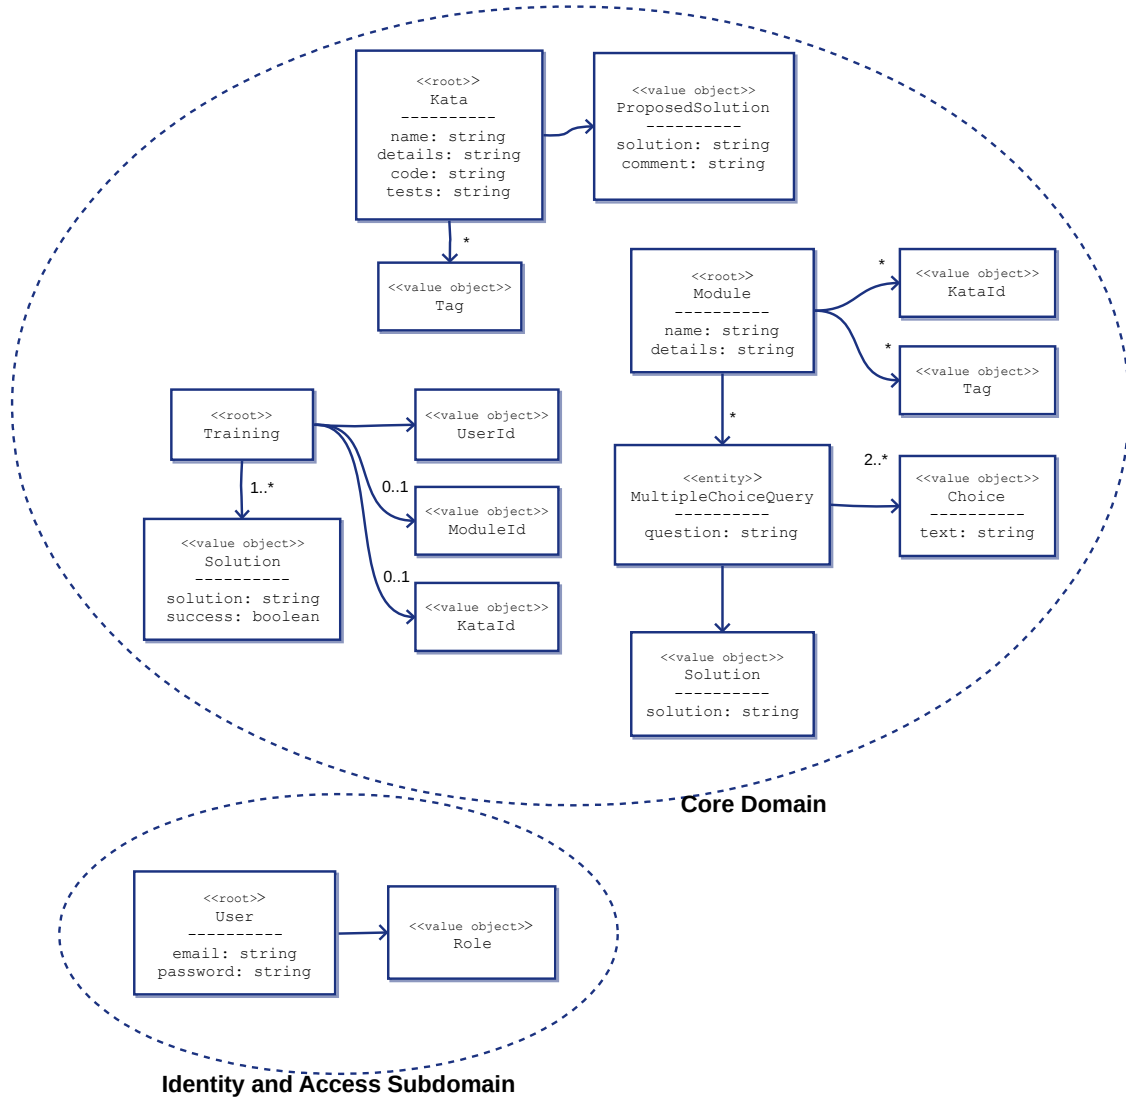 <<root>>
Kata
----------
name: string
details: string
code: string
tests: string
<<value object>>
ProposedSolution
----------
solution: string
comment: string
*
<<value object>>
Tag
<<root>>
Module
----------
name: string
details: string
*
<<value object>>
KataId
*
<<value object>>
Tag
*
<<root>>
Training
<<value object>>
UserId
1..*
0..1
<<value object>>
ModuleId
0..1
<<value object>>
KataId
<<value object>>
Solution
----------
solution: string
success: boolean
<<entity>>
MultipleChoiceQuery
----------
question: string
2..*
<<value object>>
Choice
----------
text: string
<<value object>>
Solution
----------
solution: string
Core Domain
<<root>>
User
----------
email: string
password: string
<<value object>>
Role
Identity and Access Subdomain